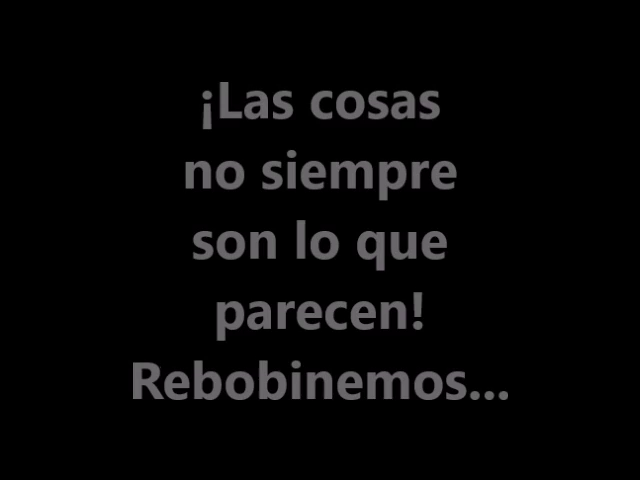 ¡Las cosas
no siempre
son lo que
parecen!
Rebobinemos...